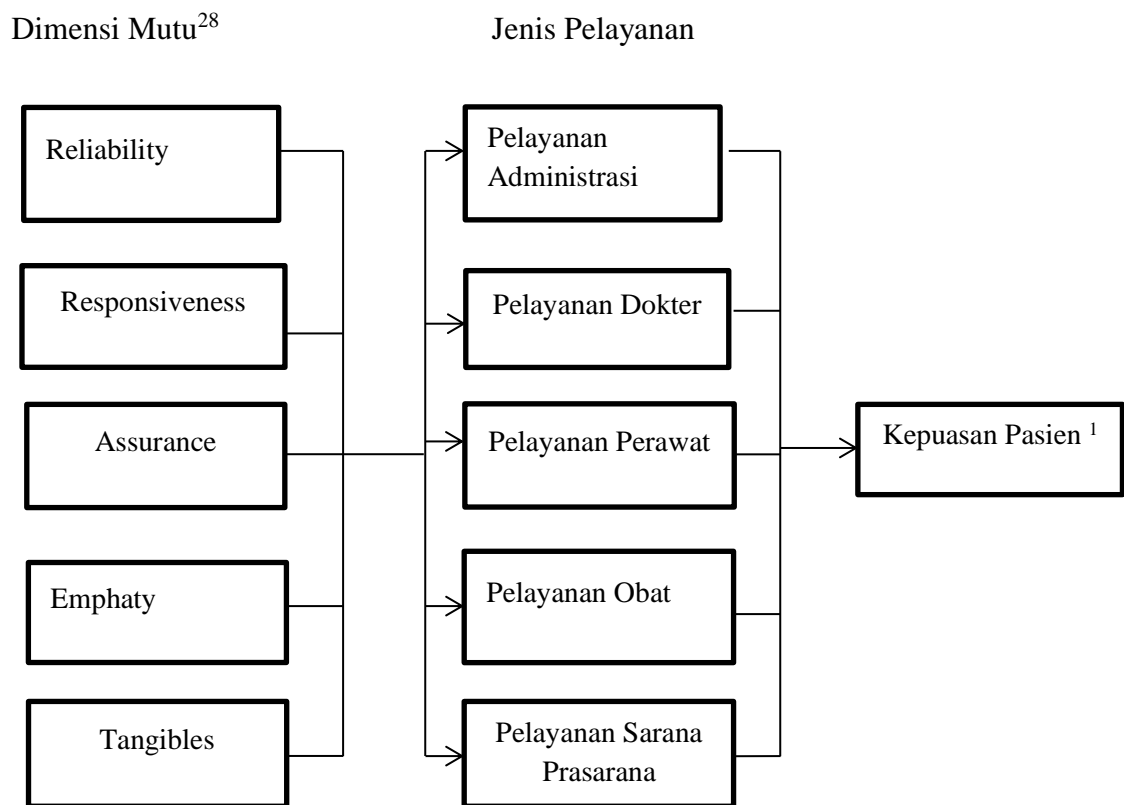 Dimensi Mutu28
Jenis Pelayanan
Reliability
Responsiveness
Assurance
Emphaty
Tangibles
Pelayanan
Administrasi
Pelayanan Dokter
Pelayanan Perawat
Pelayanan Obat
Pelayanan Sarana
Prasarana
Kepuasan Pasien 1